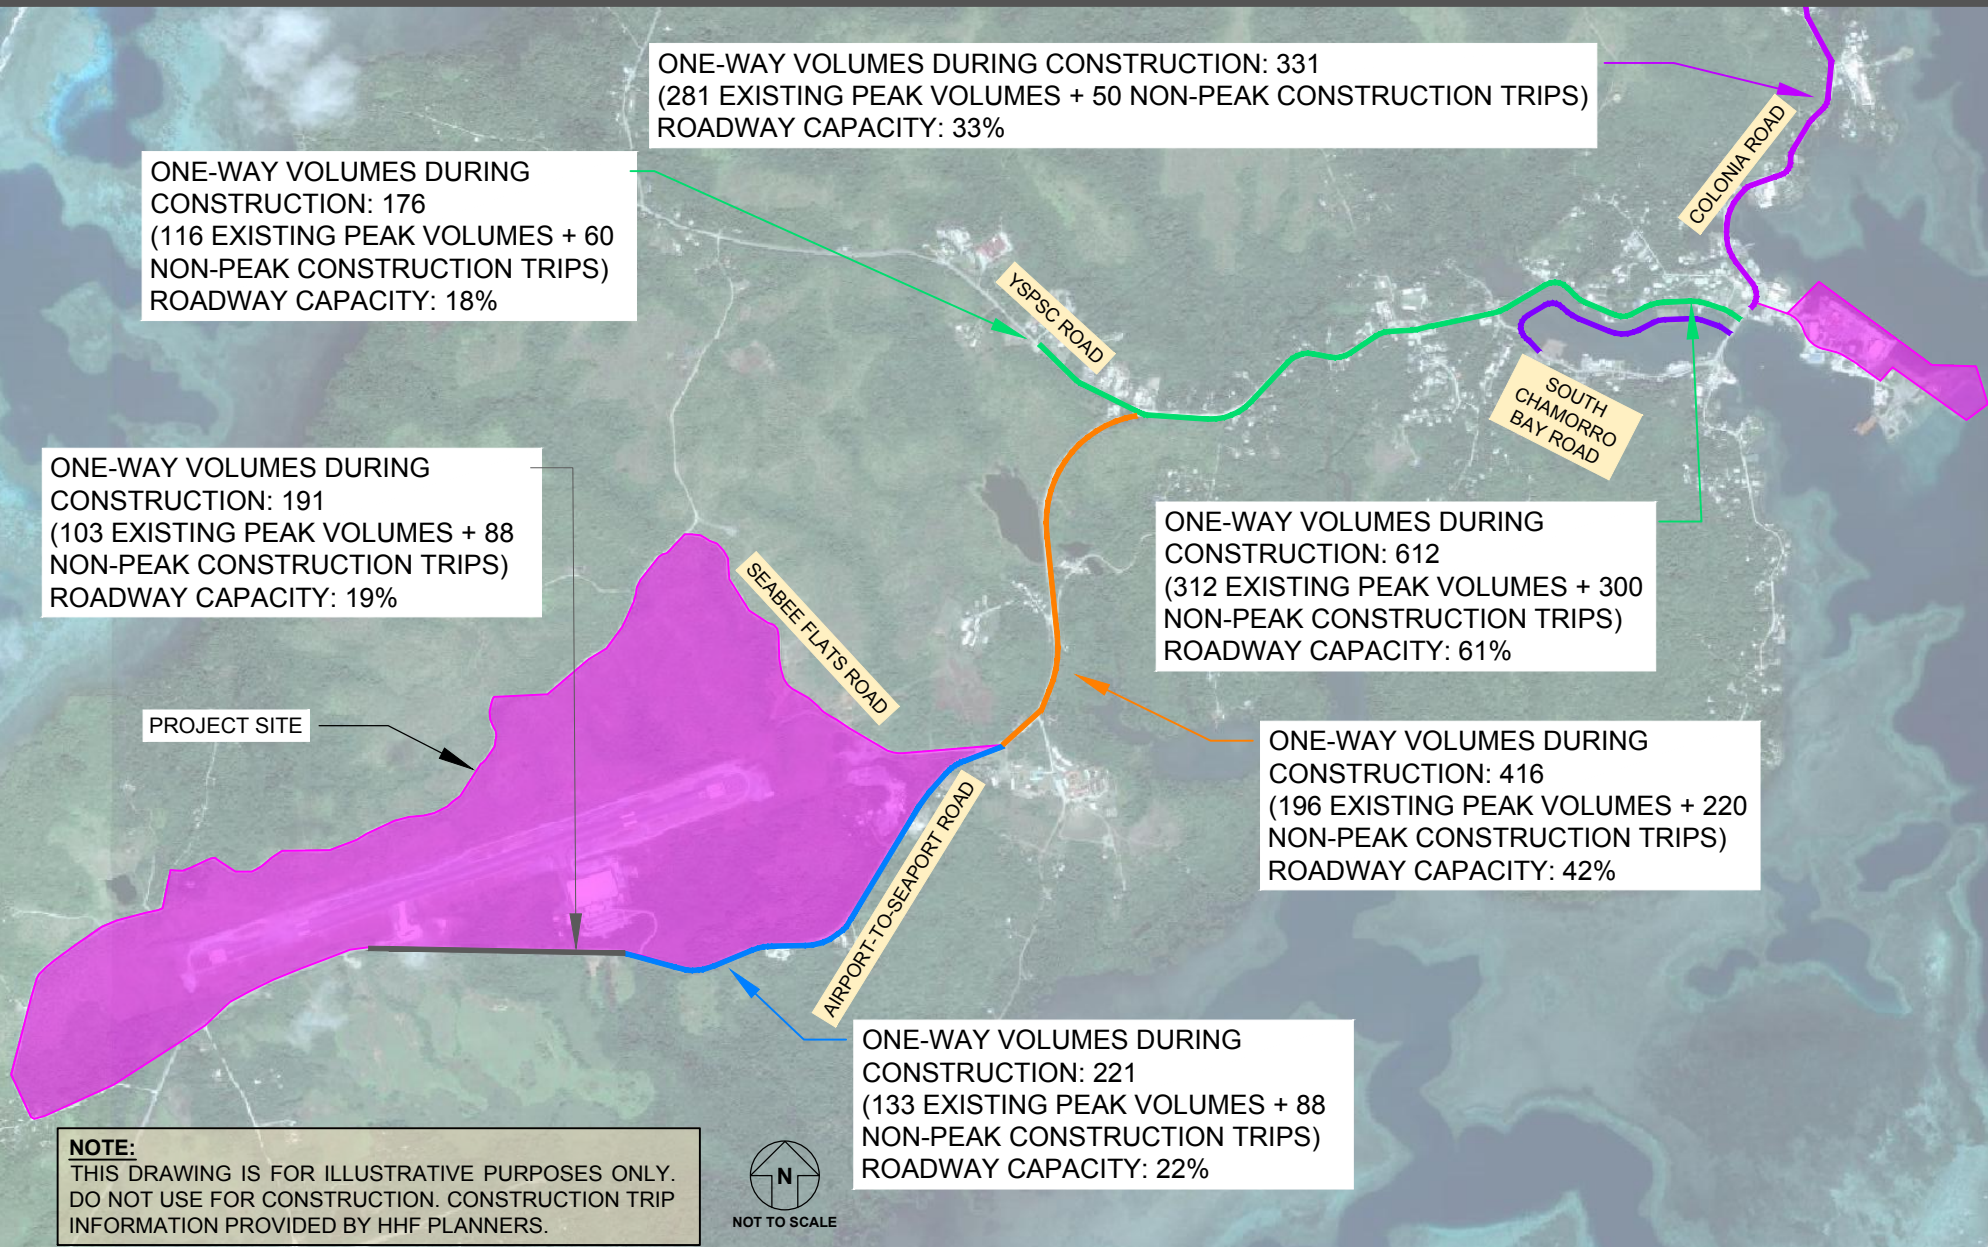 ONE-WAY VOLUMES DURING CONSTRUCTION: 331
(281 EXISTING PEAK VOLUMES + 50 NON-PEAK CONSTRUCTION TRIPS)
ROADWAY CAPACITY: 33%
COLONIA ROAD
ONE-WAY VOLUMES DURING
CONSTRUCTION: 176
(116 EXISTING PEAK VOLUMES + 60
NON-PEAK CONSTRUCTION TRIPS)
ROADWAY CAPACITY: 18%
YSPSC ROAD
SOUTH
CHAMORRO
BAY ROAD
ONE-WAY VOLUMES DURING
CONSTRUCTION: 191
(103 EXISTING PEAK VOLUMES + 88
NON-PEAK CONSTRUCTION TRIPS)
ROADWAY CAPACITY: 19%
ONE-WAY VOLUMES DURING
CONSTRUCTION: 612
(312 EXISTING PEAK VOLUMES + 300
NON-PEAK CONSTRUCTION TRIPS)
ROADWAY CAPACITY: 61%
SEABEE FLATS ROAD
PROJECT SITE
ONE-WAY VOLUMES DURING
CONSTRUCTION: 416
(196 EXISTING PEAK VOLUMES + 220
NON-PEAK CONSTRUCTION TRIPS)
ROADWAY CAPACITY: 42%
AIRPORT-TO-SEAPORT ROAD
ONE-WAY VOLUMES DURING
CONSTRUCTION: 221
(133 EXISTING PEAK VOLUMES + 88
NON-PEAK CONSTRUCTION TRIPS)
ROADWAY CAPACITY: 22%
NOTE:
THIS DRAWING IS FOR ILLUSTRATIVE PURPOSES ONLY.
DO NOT USE FOR CONSTRUCTION. CONSTRUCTION TRIP
INFORMATION PROVIDED BY HHF PLANNERS.
N
NOT TO SCALE